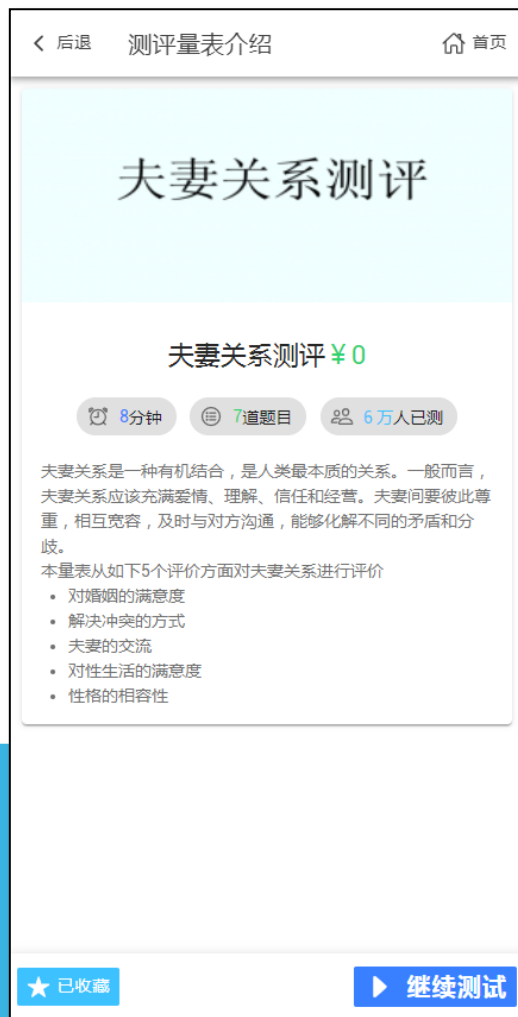 后退 测评量表介绍 首页
夫妻关系测评
夫妻关系测评¥0
8分钟 7道题目 6万人已测
夫妻关系是一种有机结合，是人类最本质的关系。一般而言，
夫妻关系应该充满爱情、理解、信任和经营。夫妻间要彼此尊
重，相互宽容，及时与对方沟通，能够化解不同的矛盾和分
歧。
本量表从如下5个评价方面对夫妻关系进行评价
• 对婚姻的满意度
• 解决冲突的方式
• 夫妻的交流
• 对性生活的满意度
• 性格的相容性
已收藏 继续测试